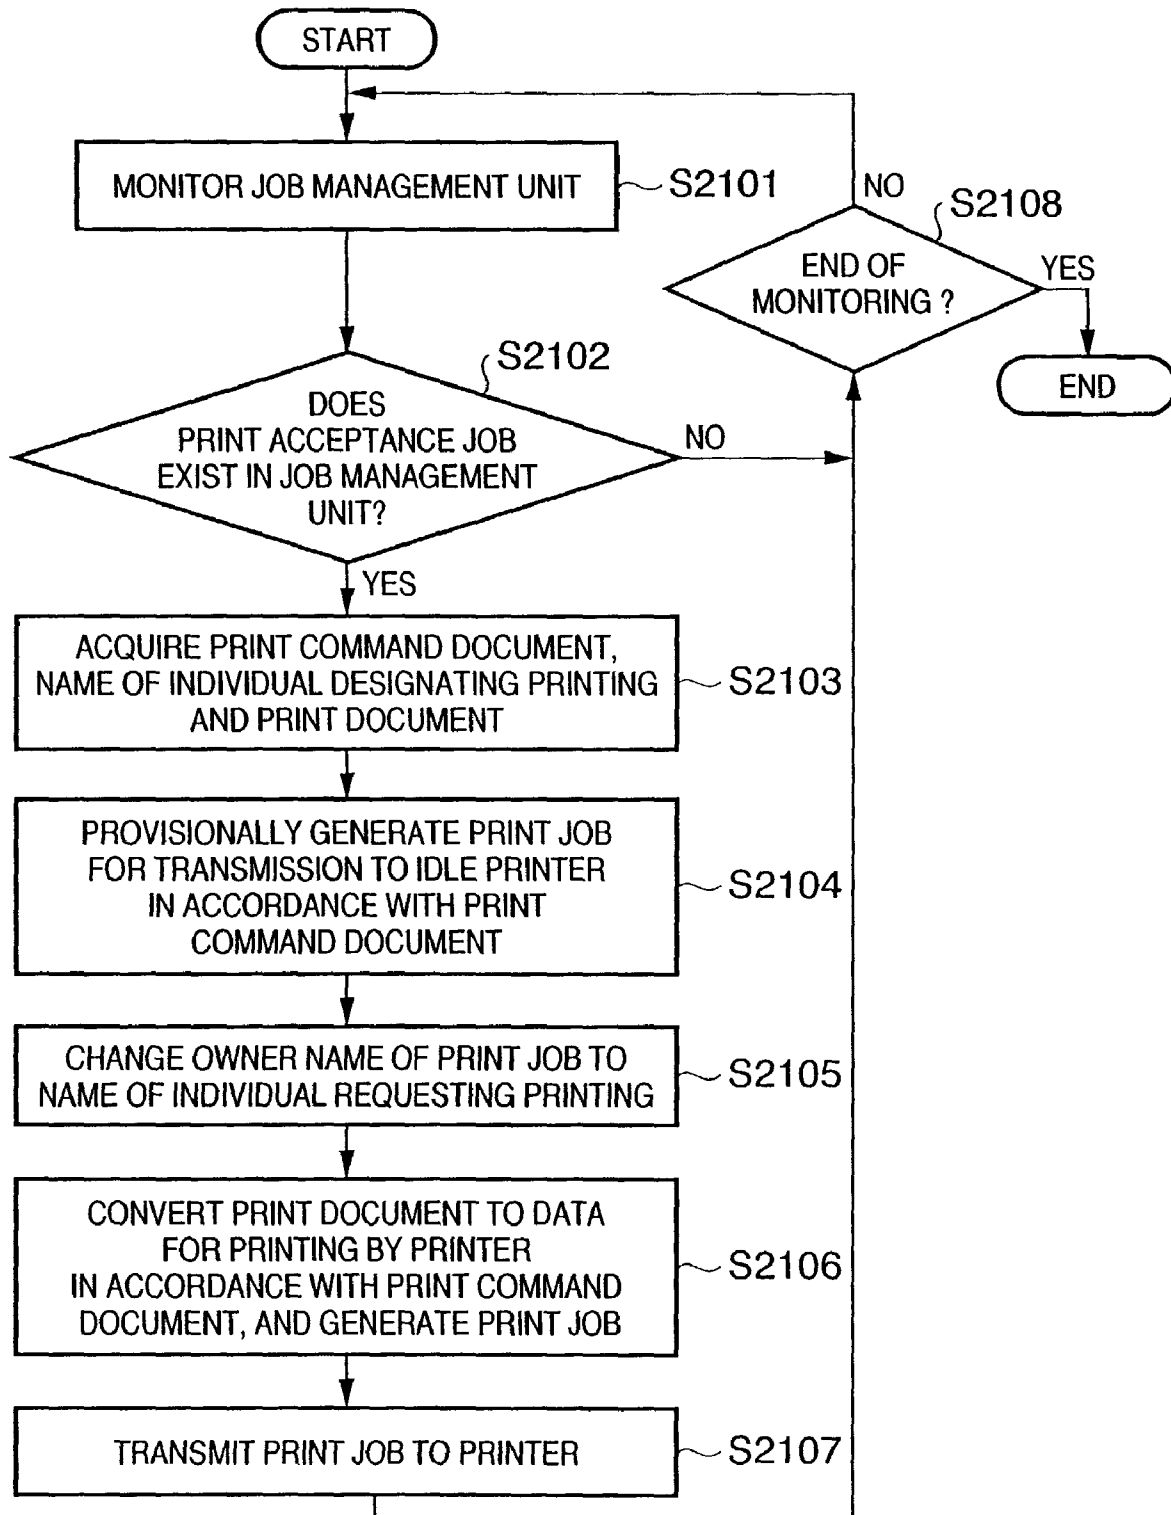 START
MONITOR JOB MANAGEMENT UNIT
S2101
NO
S2108
END OF
MONITORING ?
YES
END
S2102
DOES
PRINT ACCEPTANCE JOB
EXIST IN JOB MANAGEMENT
UNIT?
NO
YES
ACQUIRE PRINT COMMAND DOCUMENT,
NAME OF INDIVIDUAL DESIGNATING PRINTING
AND PRINT DOCUMENT
S2103
PROVISIONALLY GENERATE PRINT JOB
FOR TRANSMISSION TO IDLE PRINTER
IN ACCORDANCE WITH PRINT
COMMAND DOCUMENT
S2104
CHANGE OWNER NAME OF PRINT JOB TO
NAME OF INDIVIDUAL REQUESTING PRINTING
S2105
CONVERT PRINT DOCUMENT TO DATA
FOR PRINTING BY PRINTER
IN ACCORDANCE WITH PRINT COMMAND
DOCUMENT, AND GENERATE PRINT JOB
S2106
TRANSMIT PRINT JOB TO PRINTER
S2107